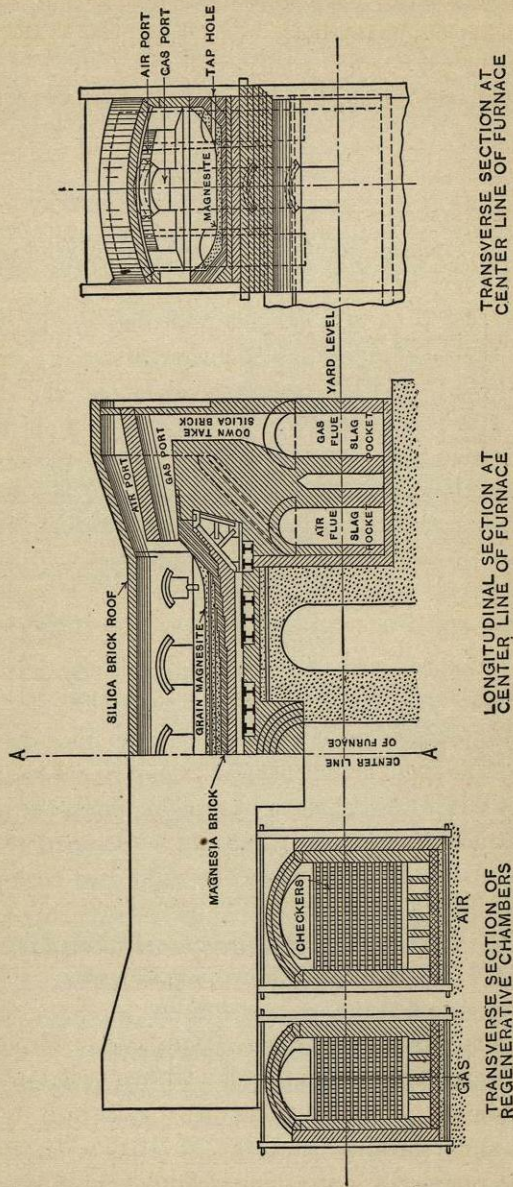 AIR PORT
GAS PORT
TAP HOLE
MAGNESITE
YARD LEVEL
TRANSVERSE SECTION AT
CENTER LINE OF FURNACE
SILICA BRICK ROOF
AIR PORT
GAS PORT
DOWN TAKE
SILICA BRICK
GRAIN MAGNESITE
MAGNESIA BRICK
AIR
FLUE
SLAG
POCKET
GAS
FLUE
SLAG
POCKET
A
A
CENTER LINE
OF FURNACE
LONGITUDINAL SECTION AT
CENTER LINE OF FURNACE
CHECKERS
GAS
AIR
TRANSVERSE SECTION OF
REGENERATIVE CHAMBERS